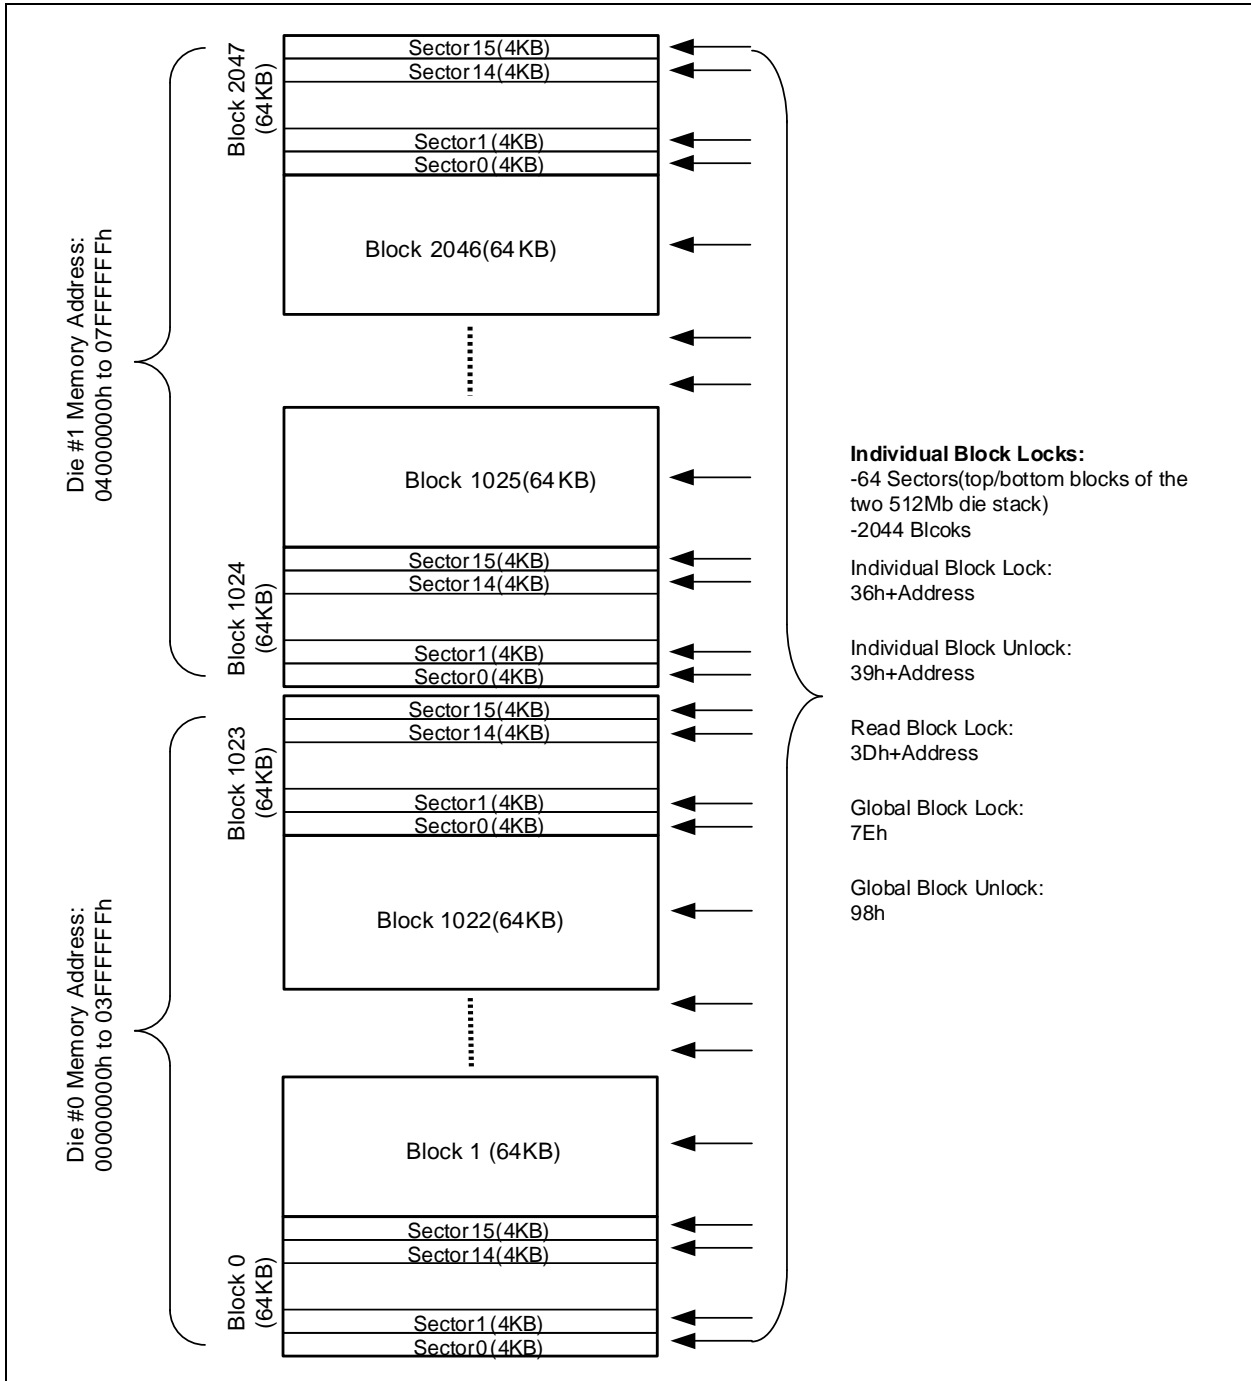 Die #1 Memory Address:
04000000h to 07FFFFFFh
Block 2047
(64KB)
Sector15(4KB)
Sector14(4KB)
Sector1(4KB)
Sector0(4KB)
Block 2046(64KB)
Block 1025(64KB)
Block 1024
(64KB)
Sector15(4KB)
Sector14(4KB)
Sector1(4KB)
Sector0(4KB)
Die #0 Memory Address:
00000000h to 03FFFFFFh
Block 1023
(64KB)
Sector15(4KB)
Sector14(4KB)
Sector1(4KB)
Sector0(4KB)
Block 1022(64KB)
Block 1 (64KB)
Block 0
(64KB)
Sector15(4KB)
Sector14(4KB)
Sector1(4KB)
Sector0(4KB)
Individual Block Locks:
-64 Sectors(top/bottom blocks of the
two 512Mb die stack)
-2044 Blcoks
Individual Block Lock:
36h+Address
Individual Block Unlock:
39h+Address
Read Block Lock:
3Dh+Address
Global Block Lock:
7Eh
Global Block Unlock:
98h